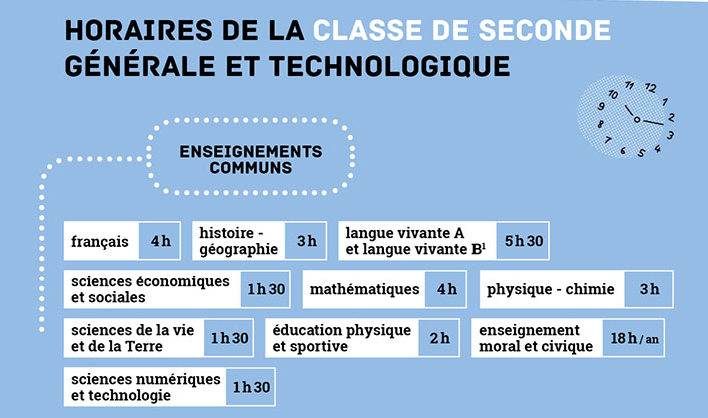 HORAIRES DE LA CLASSE DE SECONDE
GÉNÉRALE ET TECHNOLOGIQUE
10 11 12 1
9 2
8 3
7 6 5 4
ENSEIGNEMENTS
COMMUNS
français 4 h
histoire -
géographie 3 h
langue vivante A
et langue vivante B¹ 5 h 30
sciences économiques
et sociales 1 h 30
mathématiques 4 h
physique - chimie 3 h
sciences de la vie
et de la Terre 1 h 30
éducation physique
et sportive 2 h
enseignement
moral et civique 18 h / an
sciences numériques
et technologie 1 h 30